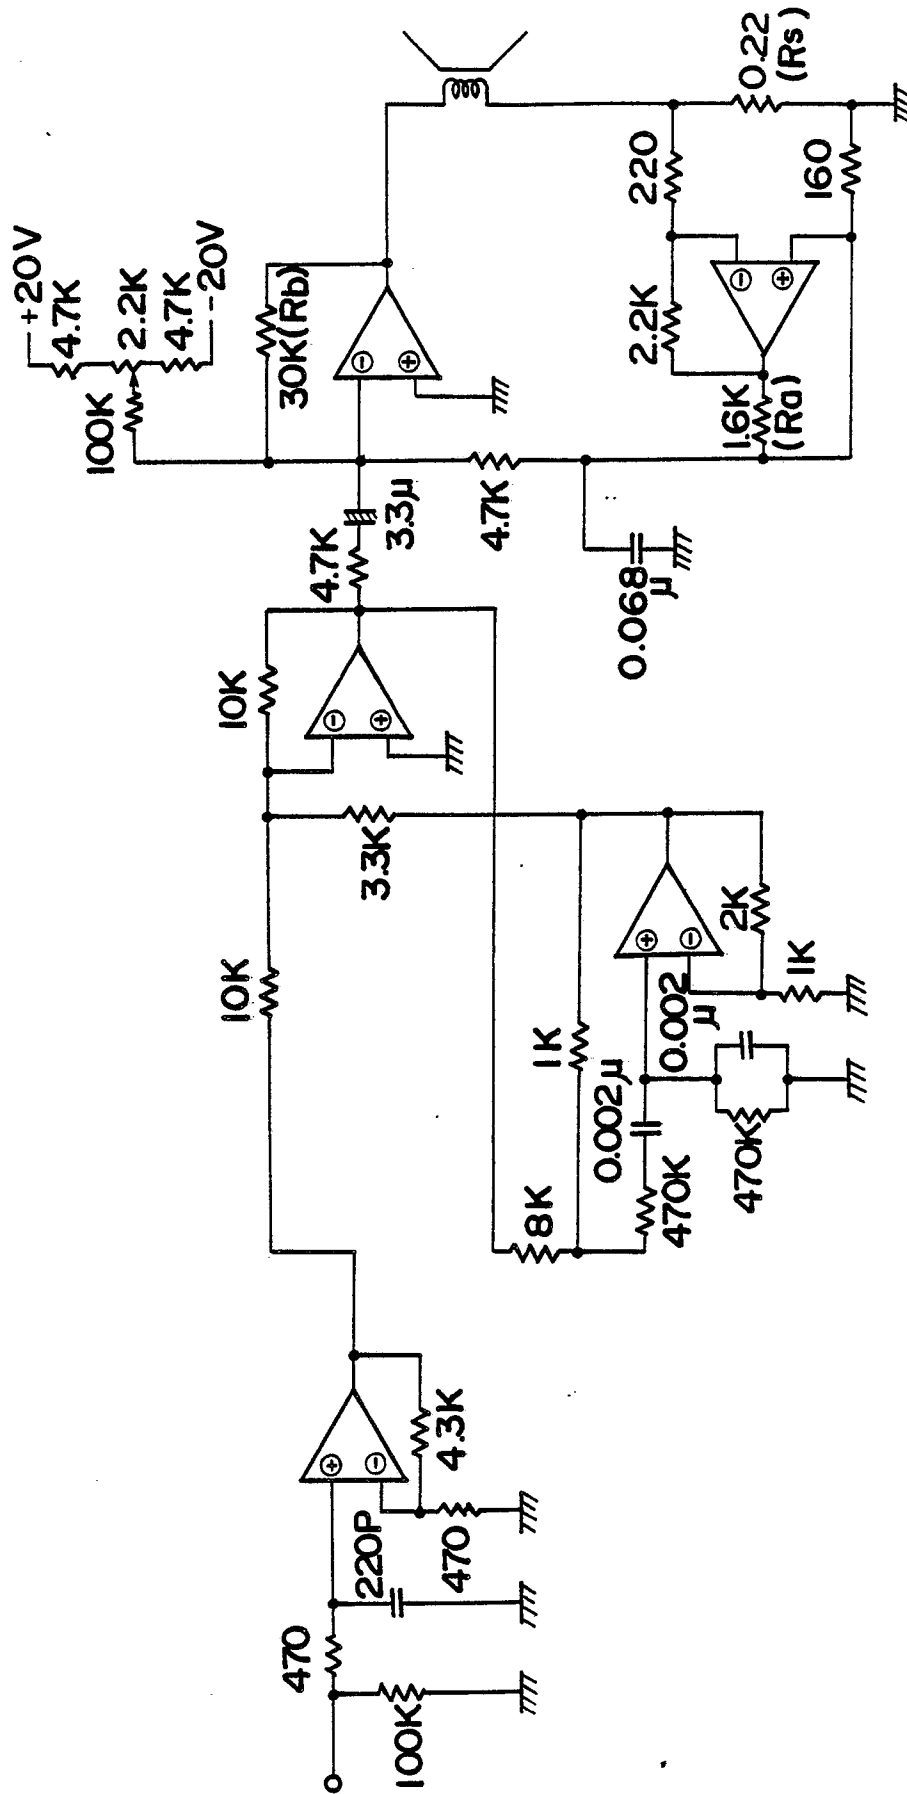 470
100K
220P
470
4.3K
10K
10K
3.3K
8K
1K
0.002μ
470K
470K
0.002
μ
2K
1K
4.7K
3.3μ
4.7K
0.068
μ
100K
+20V
4.7K
2.2K
4.7K
-20V
30K(Rb)
1.6K
(Ra)
2.2K
220
160
0.22
(Rs)